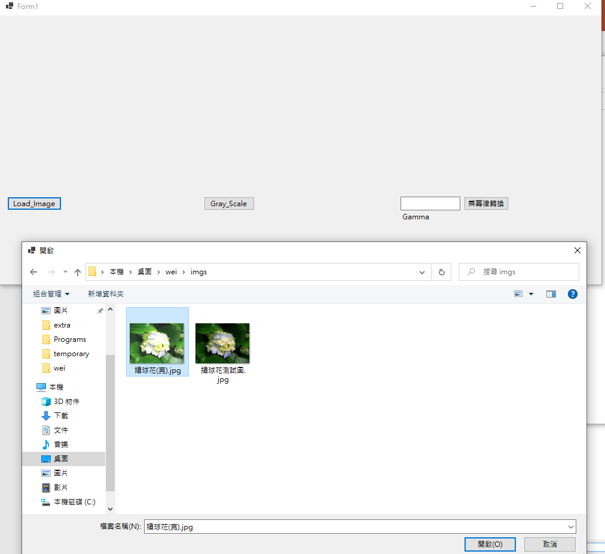 Form1
Load_Image
Gray_Scale
乘冪律轉換
Gamma
開啟
本機 > 桌面 > wei > imgs
搜尋 imgs
組合管理
新增資料夾
圖片
extra
Programs
temporary
wei
本機
3D 物件
下載
文件
音樂
桌面
圖片
影片
本機磁碟 (C:)
繡球花(亮).jpg
繡球花測試圖.
jpg
檔案名稱(N):
繡球花(亮).jpg
開啟(O)
取消